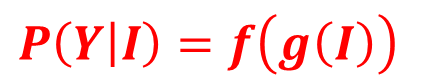 P(Y|I) = f(g(I))